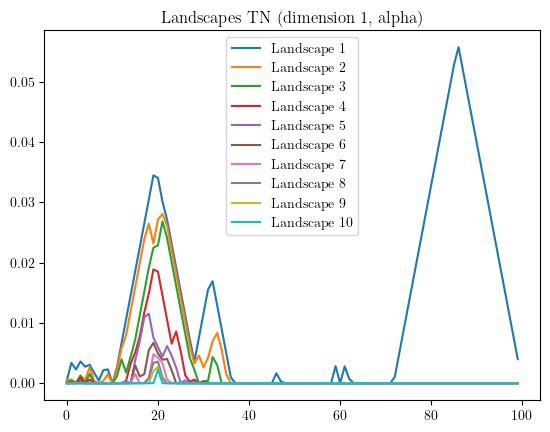 Landscapes TN (dimension 1, alpha)
Landscape 1
Landscape 2
Landscape 3
Landscape 4
Landscape 5
Landscape 6
Landscape 7
Landscape 8
Landscape 9
Landscape 10
0.05
0.04
0.03
0.02
0.01
0.00
0 20 40 60 80 100